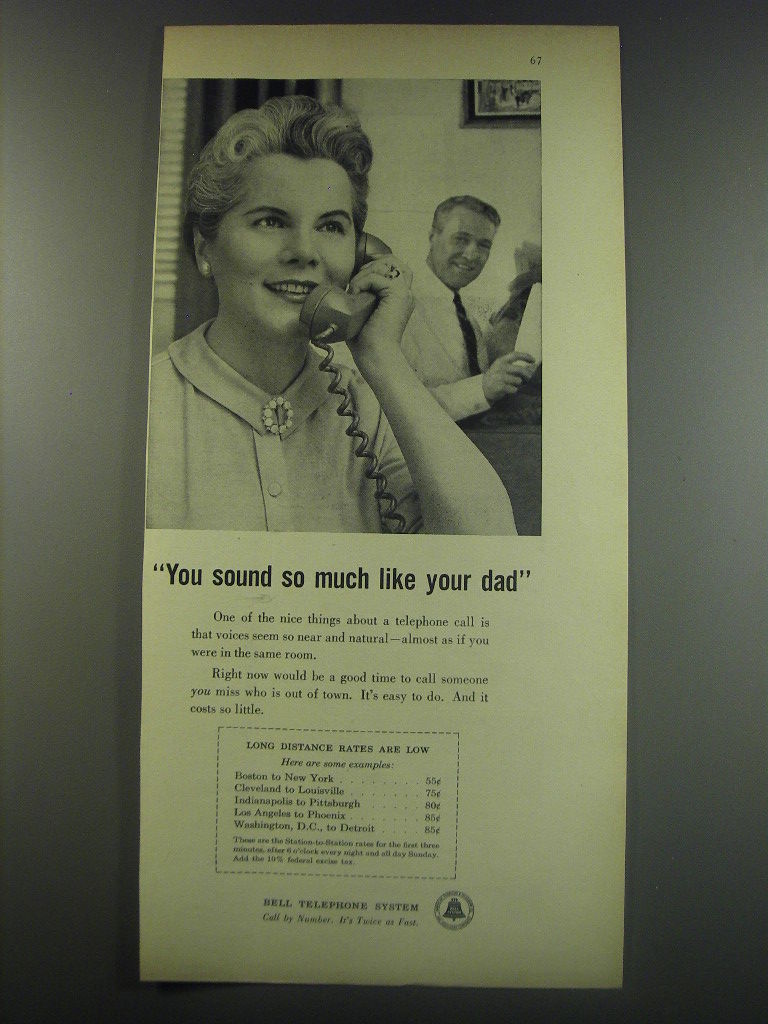 67
"You sound so much like your dad"
One of the nice things about a telephone call is
that voices seem so near and natural—almost as if you
were in the same room.
Right now would be a good time to call someone
you miss who is out of town. It's easy to do. And it
costs so little.
LONG DISTANCE RATES ARE LOW
Here are some examples:
Boston to New York . . . . . . . . 55¢
Cleveland to Louisville . . . . . . . 75¢
Indianapolis to Pittsburgh . . . . . 80¢
Los Angeles to Phoenix . . . . . . . 85¢
Washington, D.C., to Detroit . . . . 85¢
These are the Station-to-Station rates for the first three
minutes, after 6 o'clock every night and all day Sunday.
Add the 10% federal excise tax.
BELL TELEPHONE SYSTEM
Call by Number. It's Twice as Fast.